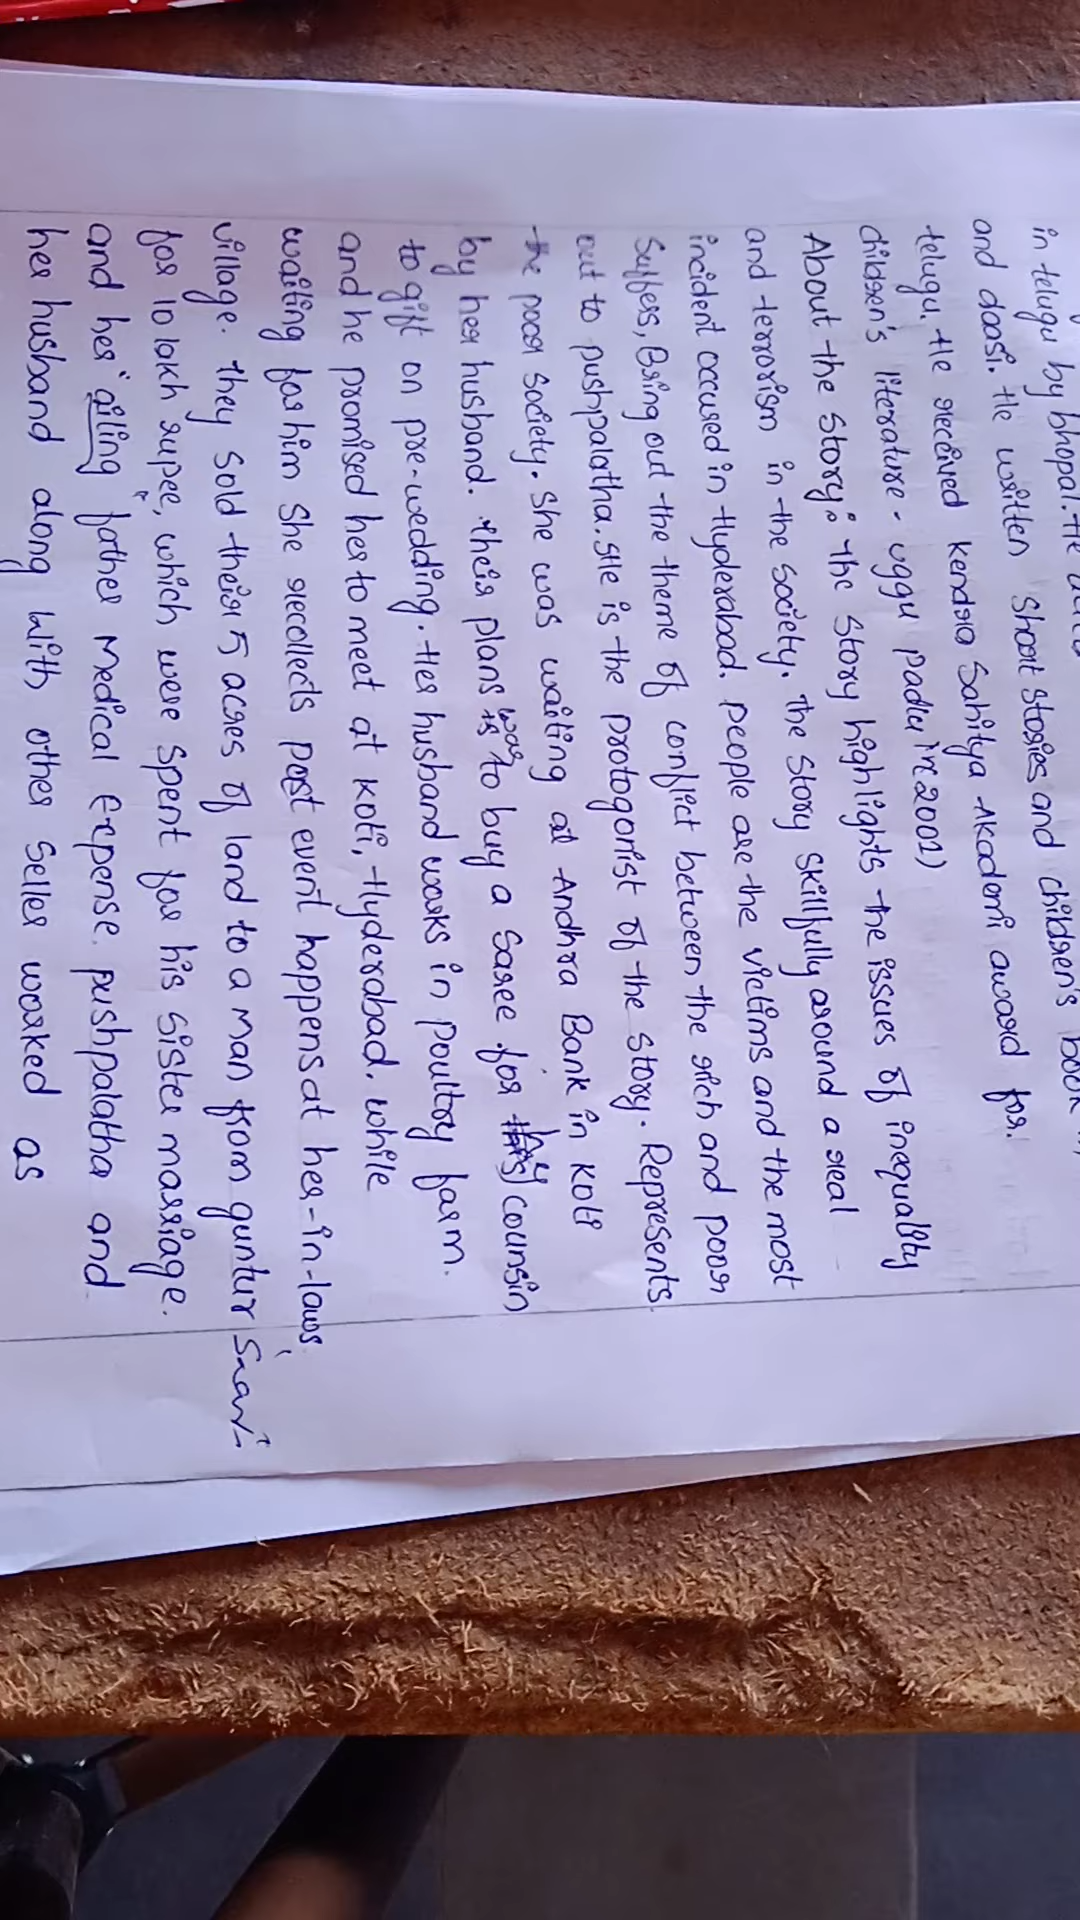 in telugu by bhopal. He children's book
and doasi. He written short stories and
telugu. He received kendra Sahitya Akademi award for.
children's literature - uggu padu in 2001)
About the story: the story highlights the issues of inequality
and terrorism in the society. The story skillfully around a real
incident occured in Hyderabad. people are the victims and the most
Suffers, Bring out the theme of conflict between the rich and poor
out to pushpalatha. She is the protogonist of the story. Represents
the poor society. She was waiting at Andhra Bank in Koti
by her husband. their plans was to buy a saree for her counsin
to gift on pre-wedding. Her husband works in poultry farm.
and he promised her to meet at Koti, Hyderabad. while
waiting for him she recollects past event happens at her-in-laws,
village. they sold their 5 acres of land to a man from guntur
for 10 lakh rupee, which were spent for his sister marriage.
and her "ailing" father Medical Expense. pushpalatha and
her husband along with other seller worked as